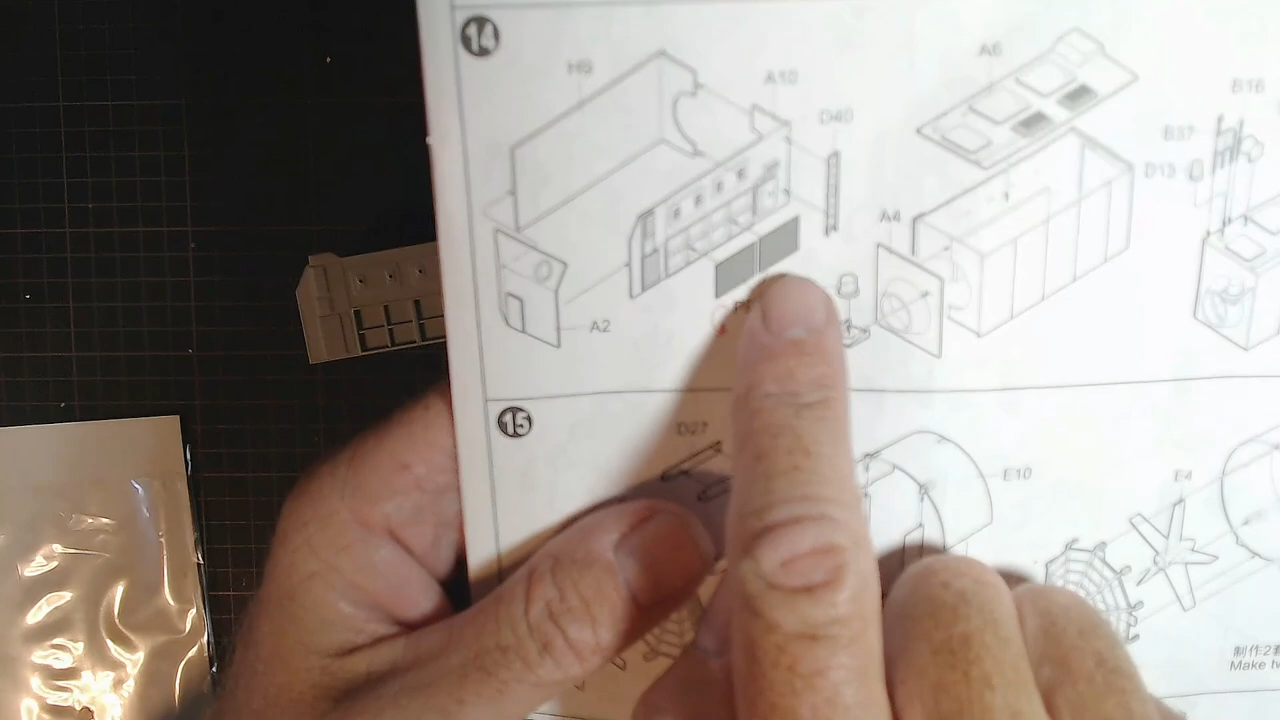 14
H9
A10
A6
D40
B16
B37
D13
A4
A2
15
D27
E10
E4
制作2
Make tw